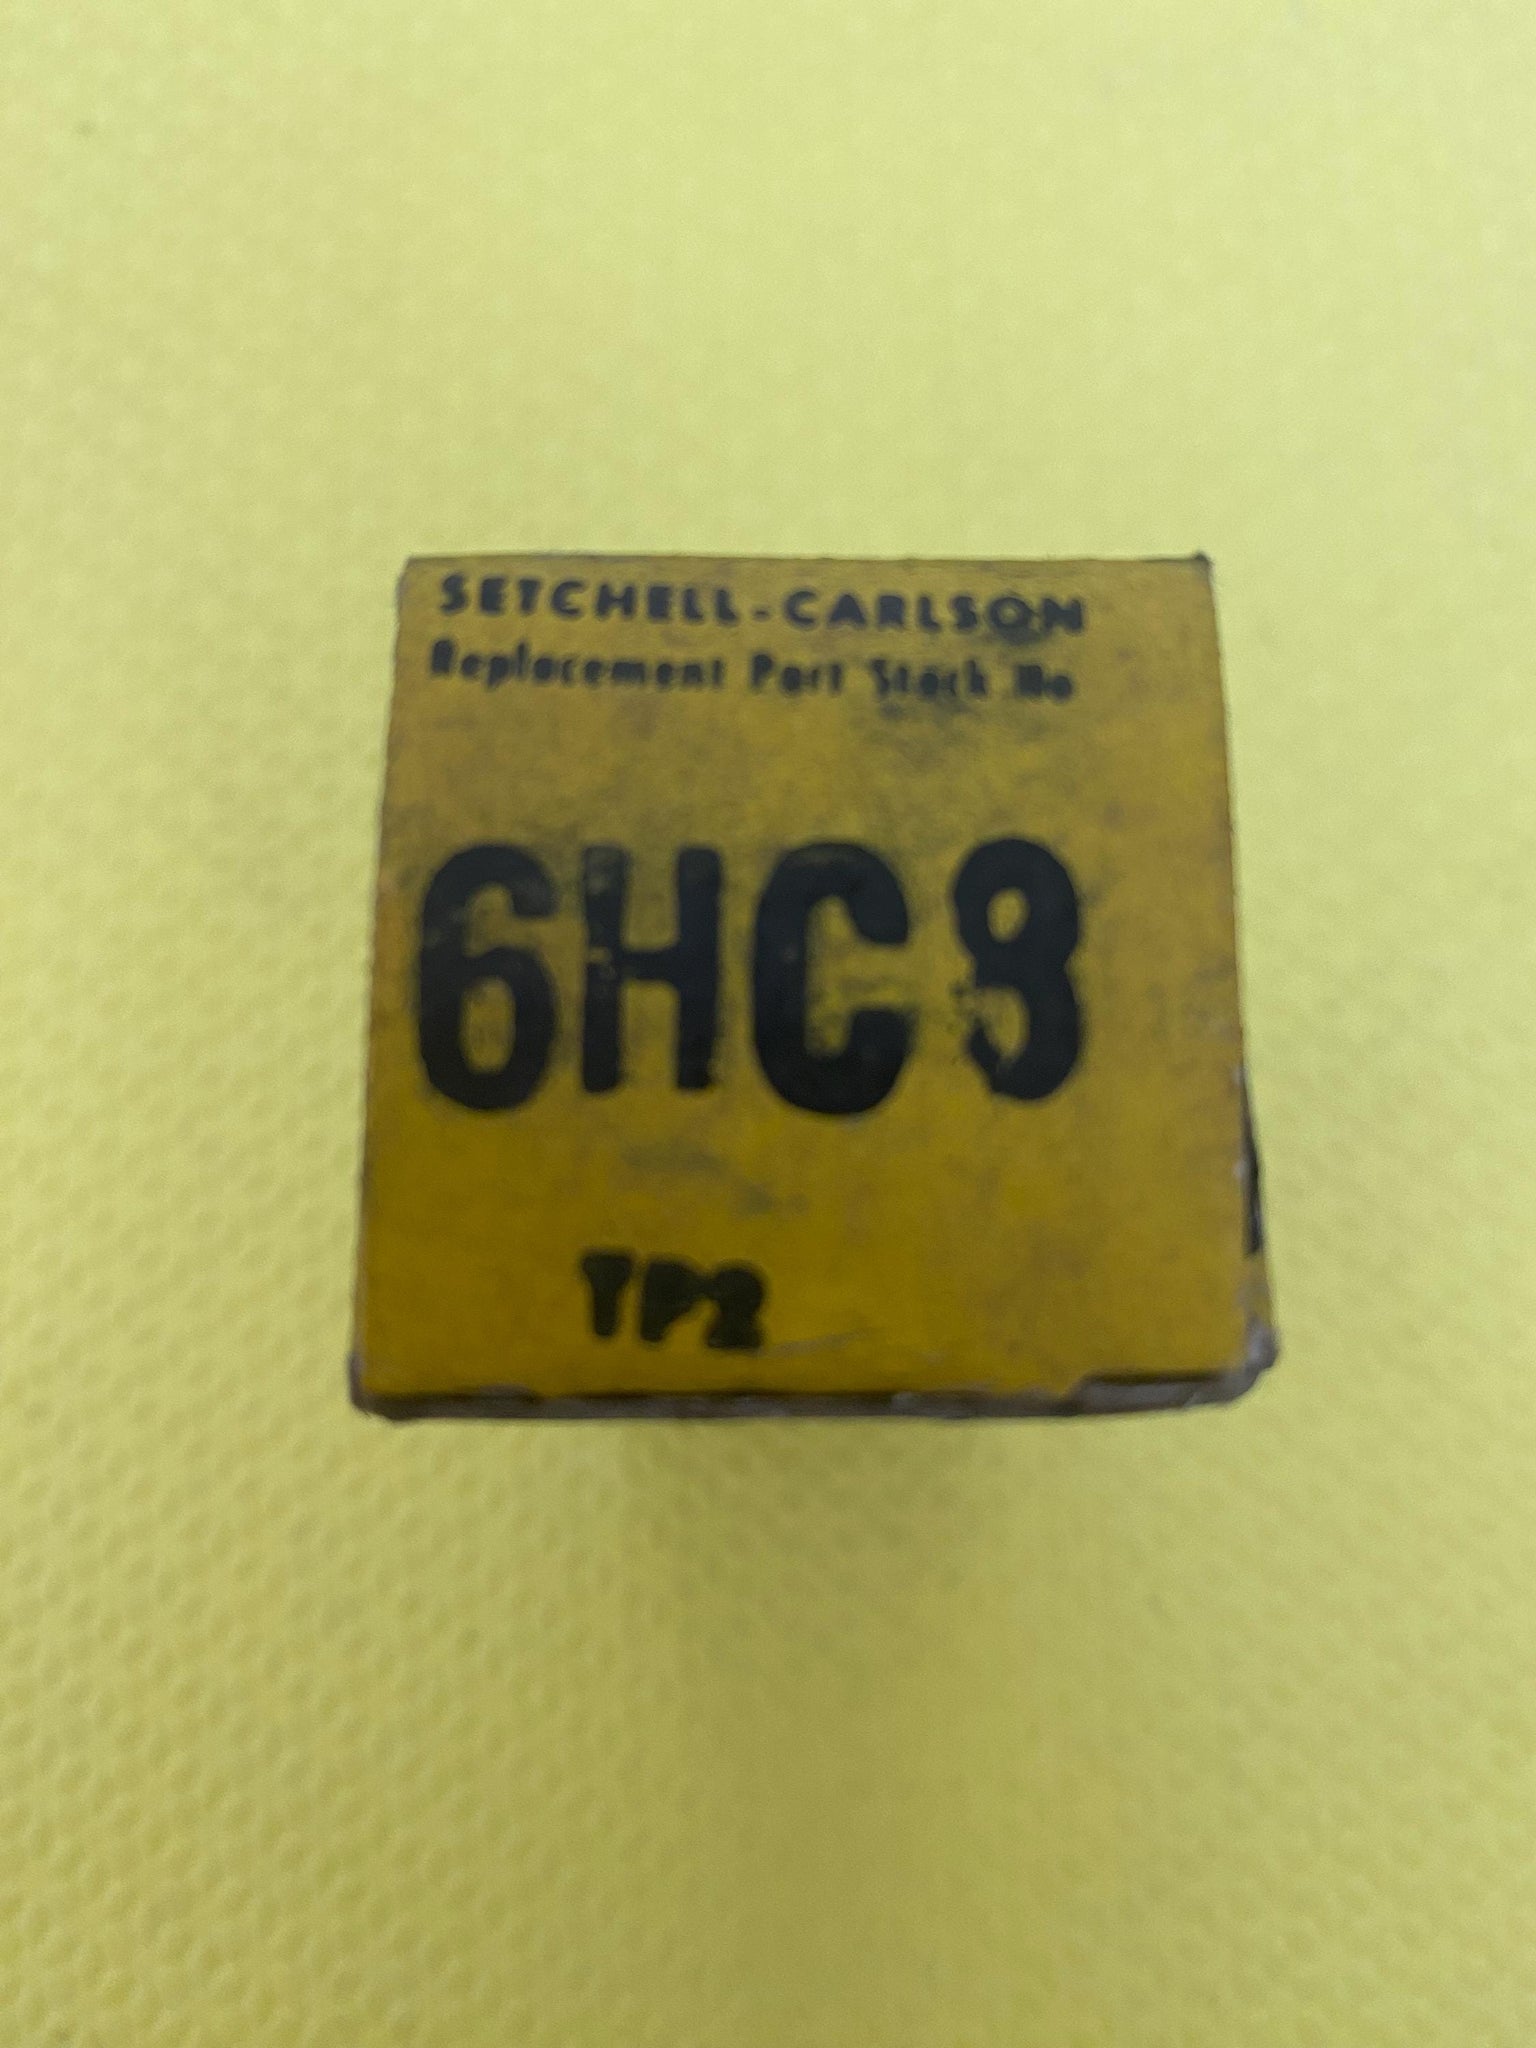 SETCHELL-CARLSON
Replacement Part Stock No
6HC8
TP2